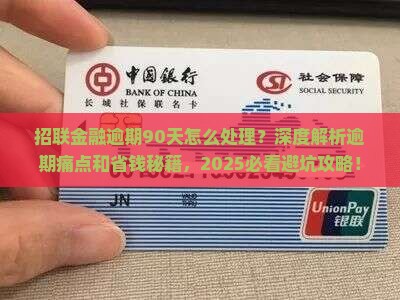 中国银行
BANK OF CHINA
长城社保联名卡
社会保障
SOCIAL SECURITY
招联金融逾期90天怎么处理？深度解析逾
期痛点和省钱秘籍，2025必看避坑攻略！
JN
UnionPay
银联